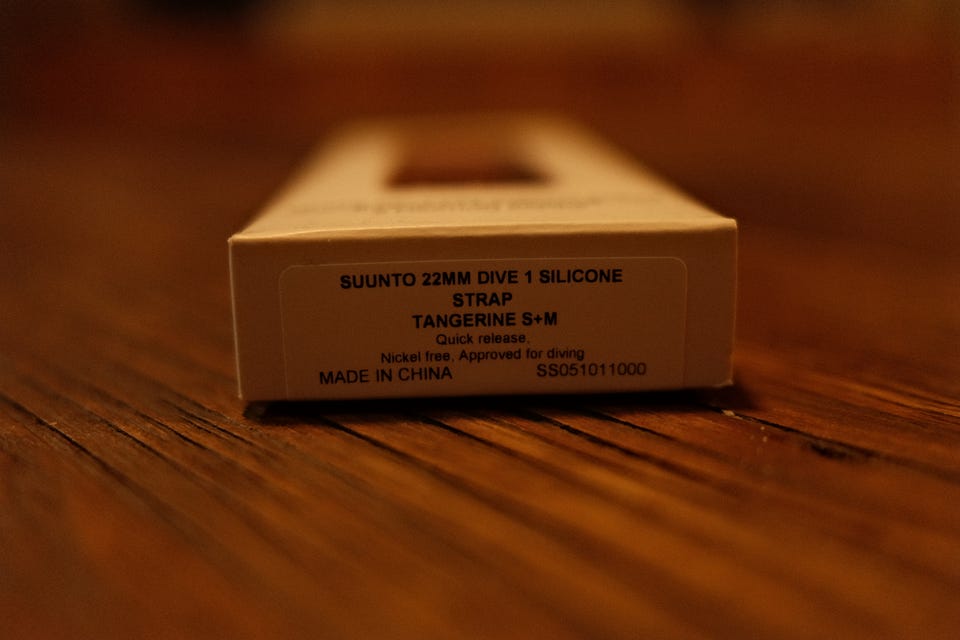 SUUNTO 22MM DIVE 1 SILICONE
STRAP
TANGERINE S+M
Quick release,
Nickel free, Approved for diving
MADE IN CHINA SS051011000